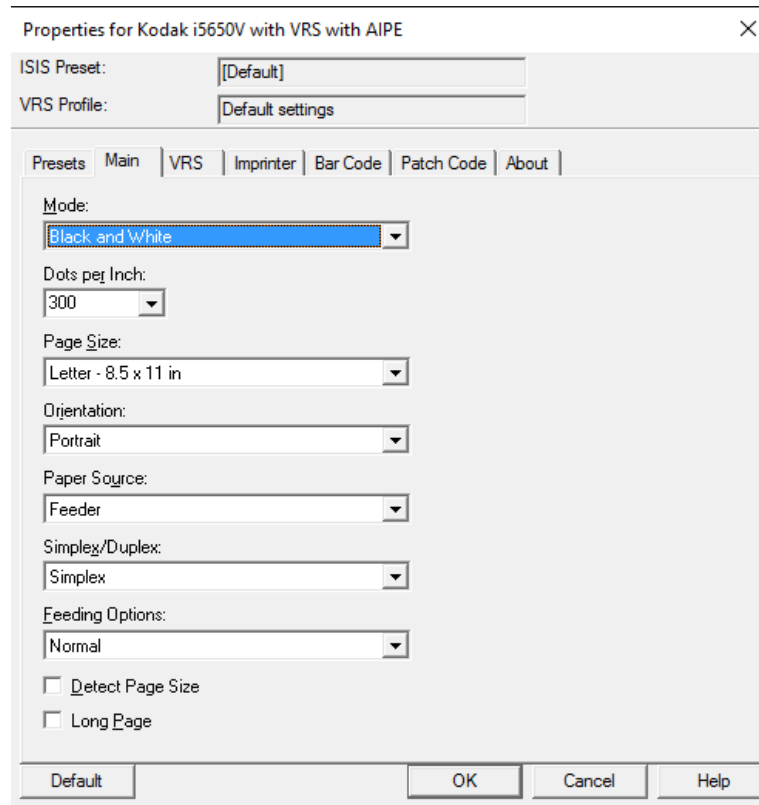 Properties for Kodak i5650V with VRS with AIPE
ISIS Preset: [Default]
VRS Profile: Default settings
Presets Main VRS Imprinter Bar Code Patch Code About
Mode:
Black and White
Dots per Inch:
300
Page Size:
Letter - 8.5 x 11 in
Orientation:
Portrait
Paper Source:
Feeder
Simplex/Duplex:
Simplex
Feeding Options:
Normal
Detect Page Size
Long Page
Default OK Cancel Help